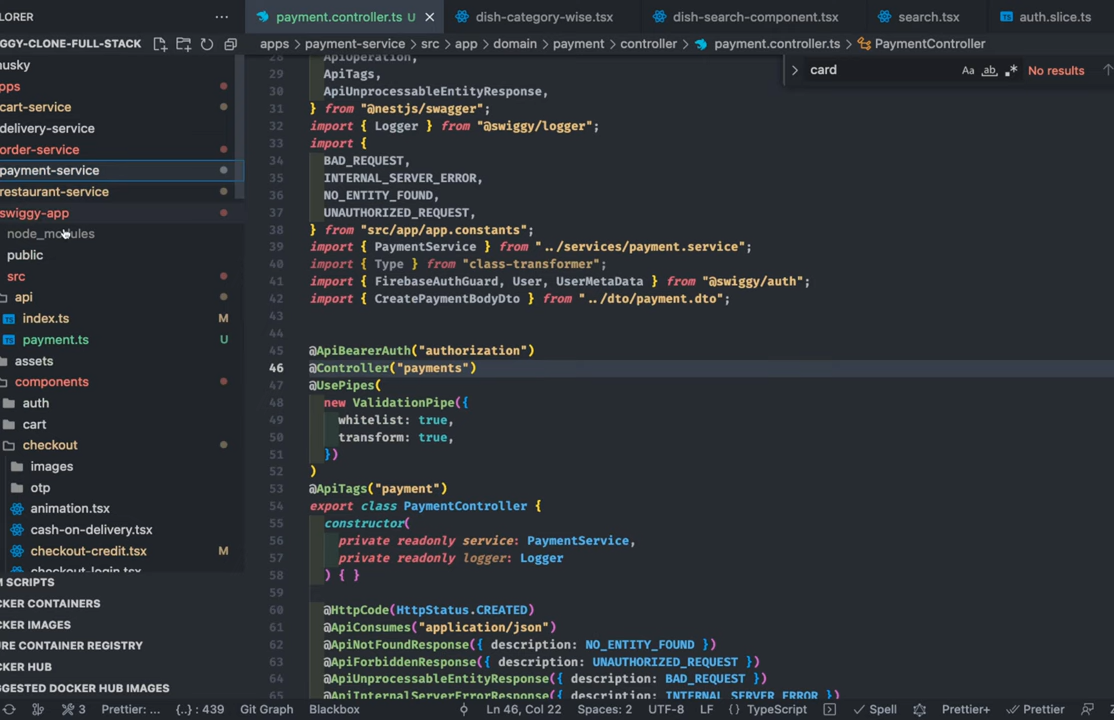 LORER ...
payment.controller.ts U
dish-category-wise.tsx
dish-search-component.tsx
search.tsx
auth.slice.ts
GGY-CLONE-FULL-STACK
apps > payment-service > src > app > domain > payment > controller > payment.controller.ts > PaymentController
card
Aa ab .* No results
usky
pps
cart-service
delivery-service
order-service
payment-service
restaurant-service
swiggy-app
node_modules
public
src
api
index.ts M
payment.ts U
assets
components
auth
cart
checkout
images
otp
animation.tsx
cash-on-delivery.tsx
checkout-credit.tsx M
checkout-login.tsx
M SCRIPTS
CKER CONTAINERS
CKER IMAGES
URE CONTAINER REGISTRY
CKER HUB
GGESTED DOCKER HUB IMAGES
28 ApiOperation,
29 ApiTags,
30 ApiUnprocessableEntityResponse,
31 } from "@nestjs/swagger";
32 import { Logger } from "@swiggy/logger";
33 import {
34 BAD_REQUEST,
35 INTERNAL_SERVER_ERROR,
36 NO_ENTITY_FOUND,
37 UNAUTHORIZED_REQUEST,
38 } from "src/app/app.constants";
39 import { PaymentService } from "../services/payment.service";
40 import { Type } from "class-transformer";
41 import { FirebaseAuthGuard, User, UserMetaData } from "@swiggy/auth";
42 import { CreatePaymentBodyDto } from "../dto/payment.dto";
43
44
45 @ApiBearerAuth("authorization")
46 @Controller("payments")
47 @UsePipes(
48 new ValidationPipe({
49 whitelist: true,
50 transform: true,
51 })
52 )
53 @ApiTags("payment")
54 export class PaymentController {
55 constructor(
56 private readonly service: PaymentService,
57 private readonly logger: Logger
58 ) { }
59
60 @HttpCode(HttpStatus.CREATED)
61 @ApiConsumes("application/json")
62 @ApiNotFoundResponse({ description: NO_ENTITY_FOUND })
63 @ApiForbiddenResponse({ description: UNAUTHORIZED_REQUEST })
64 @ApiUnprocessableEntityResponse({ description: BAD_REQUEST })
65 @ApiInternalServerErrorResponse({ description: INTERNAL_SERVER_ERROR })
3 Prettier: ... {..} : 439 Git Graph Blackbox Ln 46, Col 22 Spaces: 2 UTF-8 LF {} TypeScript Spell Prettier+ Prettier